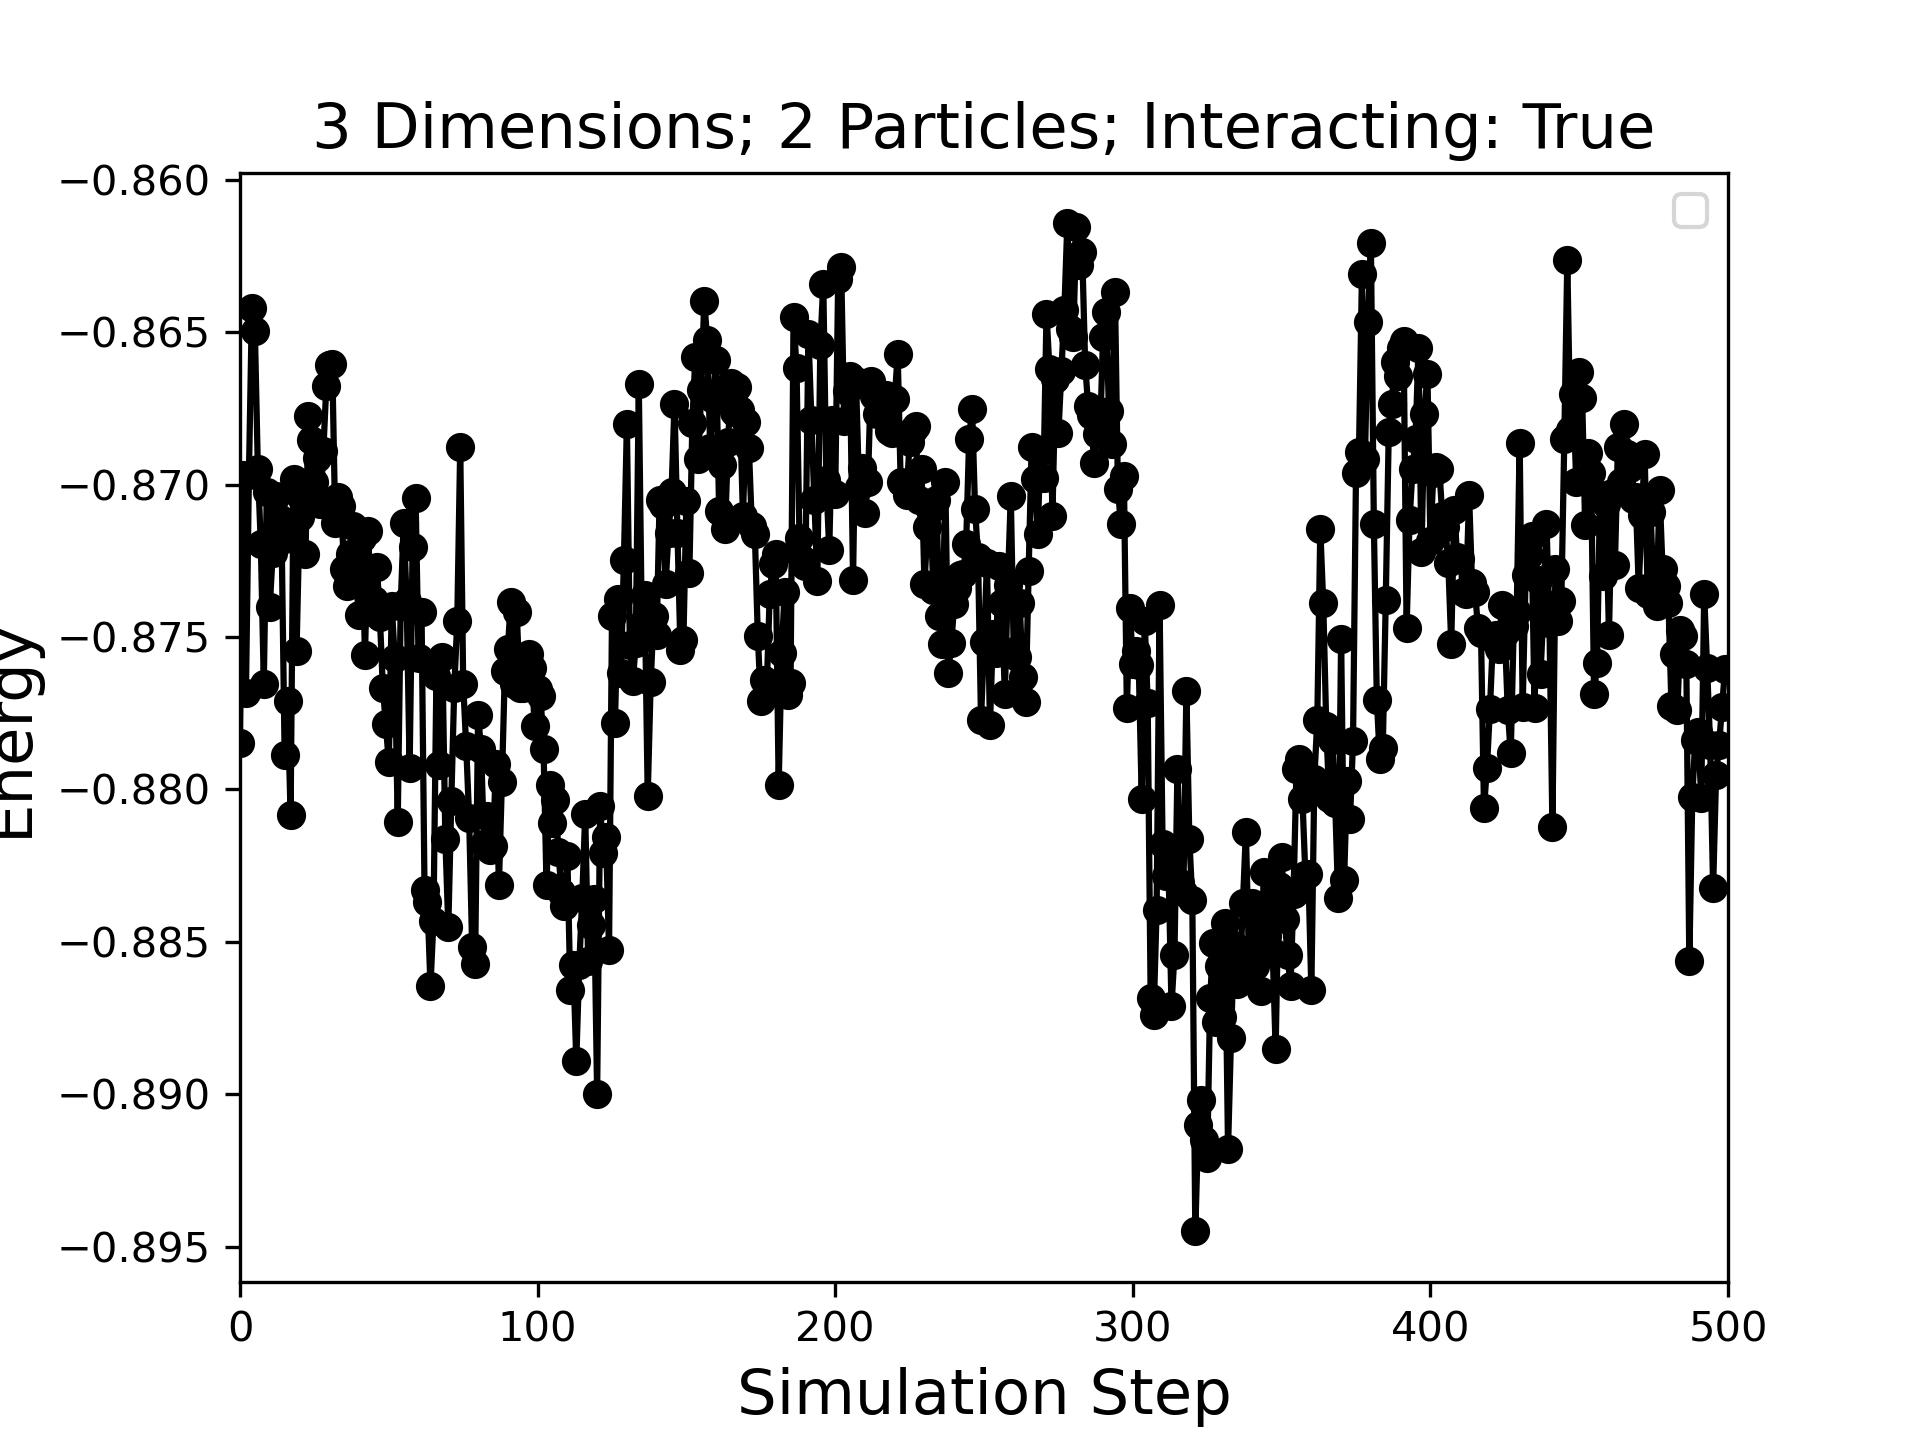 3 Dimensions; 2 Particles; Interacting: True
−0.860
−0.865
−0.870
−0.875
−0.880
−0.885
−0.890
−0.895
Energy
0 100 200 300 400 500
Simulation Step